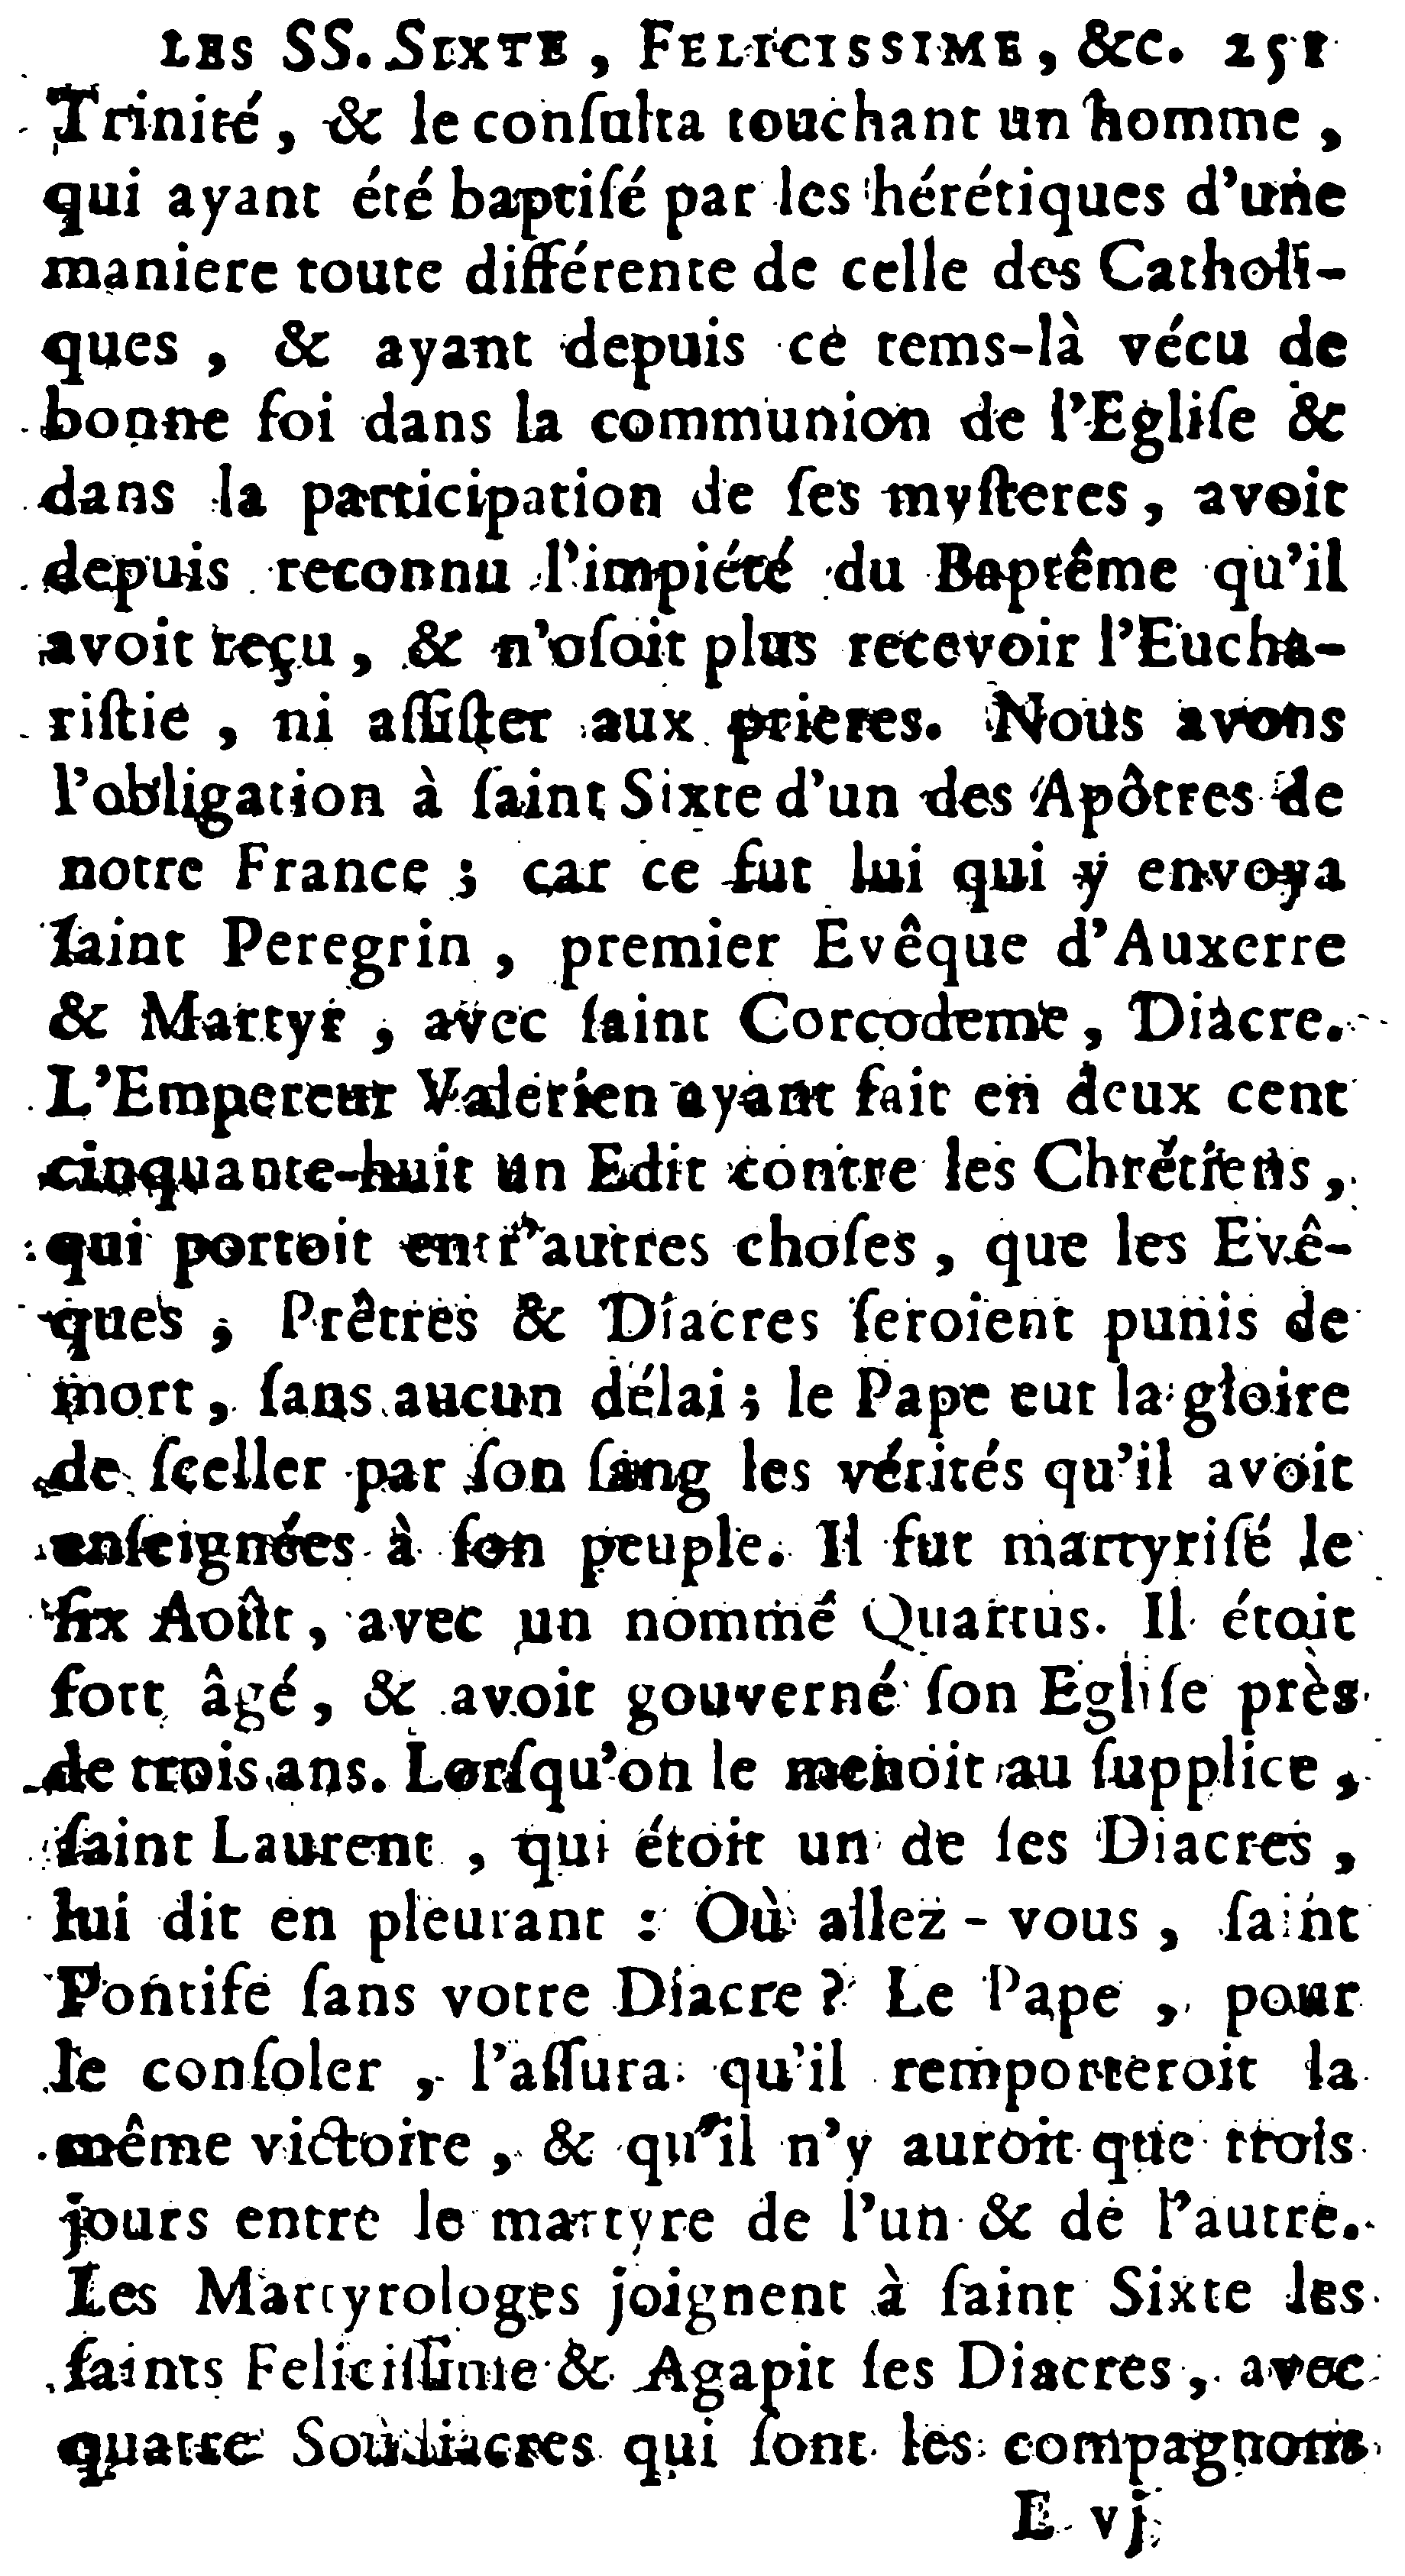 LES SS. SIXTE, FELICISSIME, &c. 251
Trinité, & le conſulta touchant un homme,
qui ayant été baptiſé par les hérétiques d'une
maniere toute différente de celle des Catholi-
ques, & ayant depuis ce tems-là vécu de
bonne foi dans la communion de l'Egliſe &
dans la participation de ſes myſteres, avoit
depuis reconnu l'impiété du Baptême qu'il
avoit reçu, & n'oſoit plus recevoir l'Eucha-
riſtie, ni aſſiſter aux prieres. Nous avons
l'obligation à ſaint Sixte d'un des Apôtres de
notre France; car ce fut lui qui y envoya
ſaint Peregrin, premier Evêque d'Auxerre
& Martyr, avec ſaint Corcodeme, Diacre.
L'Empereur Valerien ayant fait en deux cent
cinquante-huit un Edit contre les Chrétiens,
qui portoit entr'autres choſes, que les Evê-
ques, Prêtres & Diacres ſeroient punis de
mort, ſans aucun délai; le Pape eut la gloire
de ſceller par ſon ſang les vérités qu'il avoit
enſeignées à ſon peuple. Il fut martyriſé le
ſix Août, avec un nommé Quartus. Il étoit
fort âgé, & avoit gouverné ſon Egliſe près
de trois ans. Lorſqu'on le menoit au ſupplice,
ſaint Laurent, qui étoit un de ſes Diacres,
lui dit en pleurant : Où allez-vous, ſaint
Pontife ſans votre Diacre? Le Pape, pour
le conſoler, l'aſſura qu'il remporteroit la
même victoire, & qu'il n'y auroit que trois
jours entre le martyre de l'un & de l'autre.
Les Martyrologes joignent à ſaint Sixte les
ſaints Feliciſſime & Agapit ſes Diacres, avec
quatre Soudiacres qui ſont les compagnons
E vj